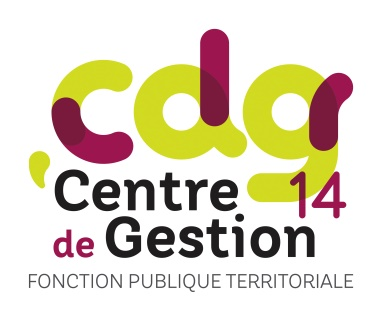 cdg
Centre 14
de Gestion
FONCTION PUBLIQUE TERRITORIALE